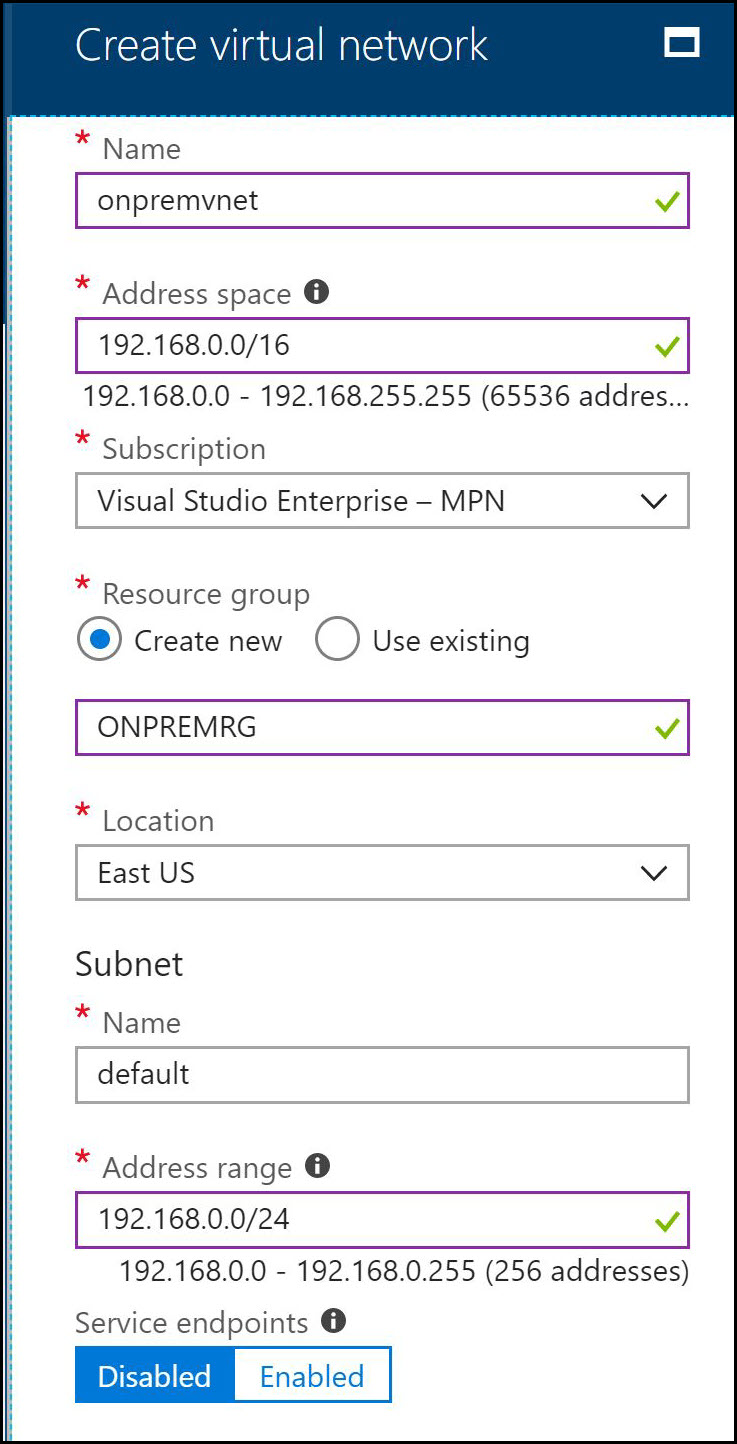 Create virtual network
* Name
onpremvnet
* Address space
192.168.0.0/16
192.168.0.0 - 192.168.255.255 (65536 addres...
* Subscription
Visual Studio Enterprise – MPN
* Resource group
Create new Use existing
ONPREMRG
* Location
East US
Subnet
* Name
default
* Address range
192.168.0.0/24
192.168.0.0 - 192.168.0.255 (256 addresses)
Service endpoints
Disabled Enabled